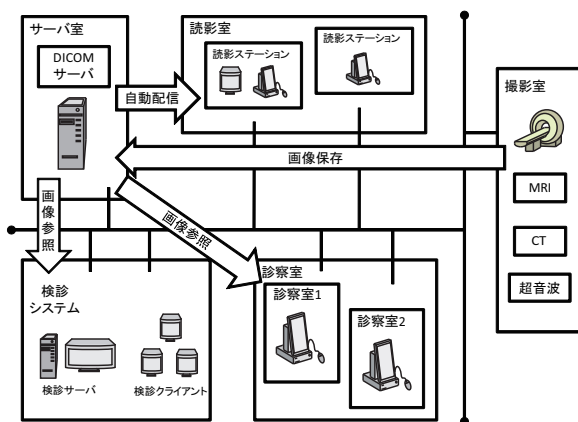 サーバ室
DICOM
サーバ
自動配信
読影室
読影ステーション
読影ステーション
撮影室
画像保存
MRI
CT
超音波
画像参照
画像参照
検診
システム
検診サーバ
検診クライアント
診察室
診察室1
診察室2